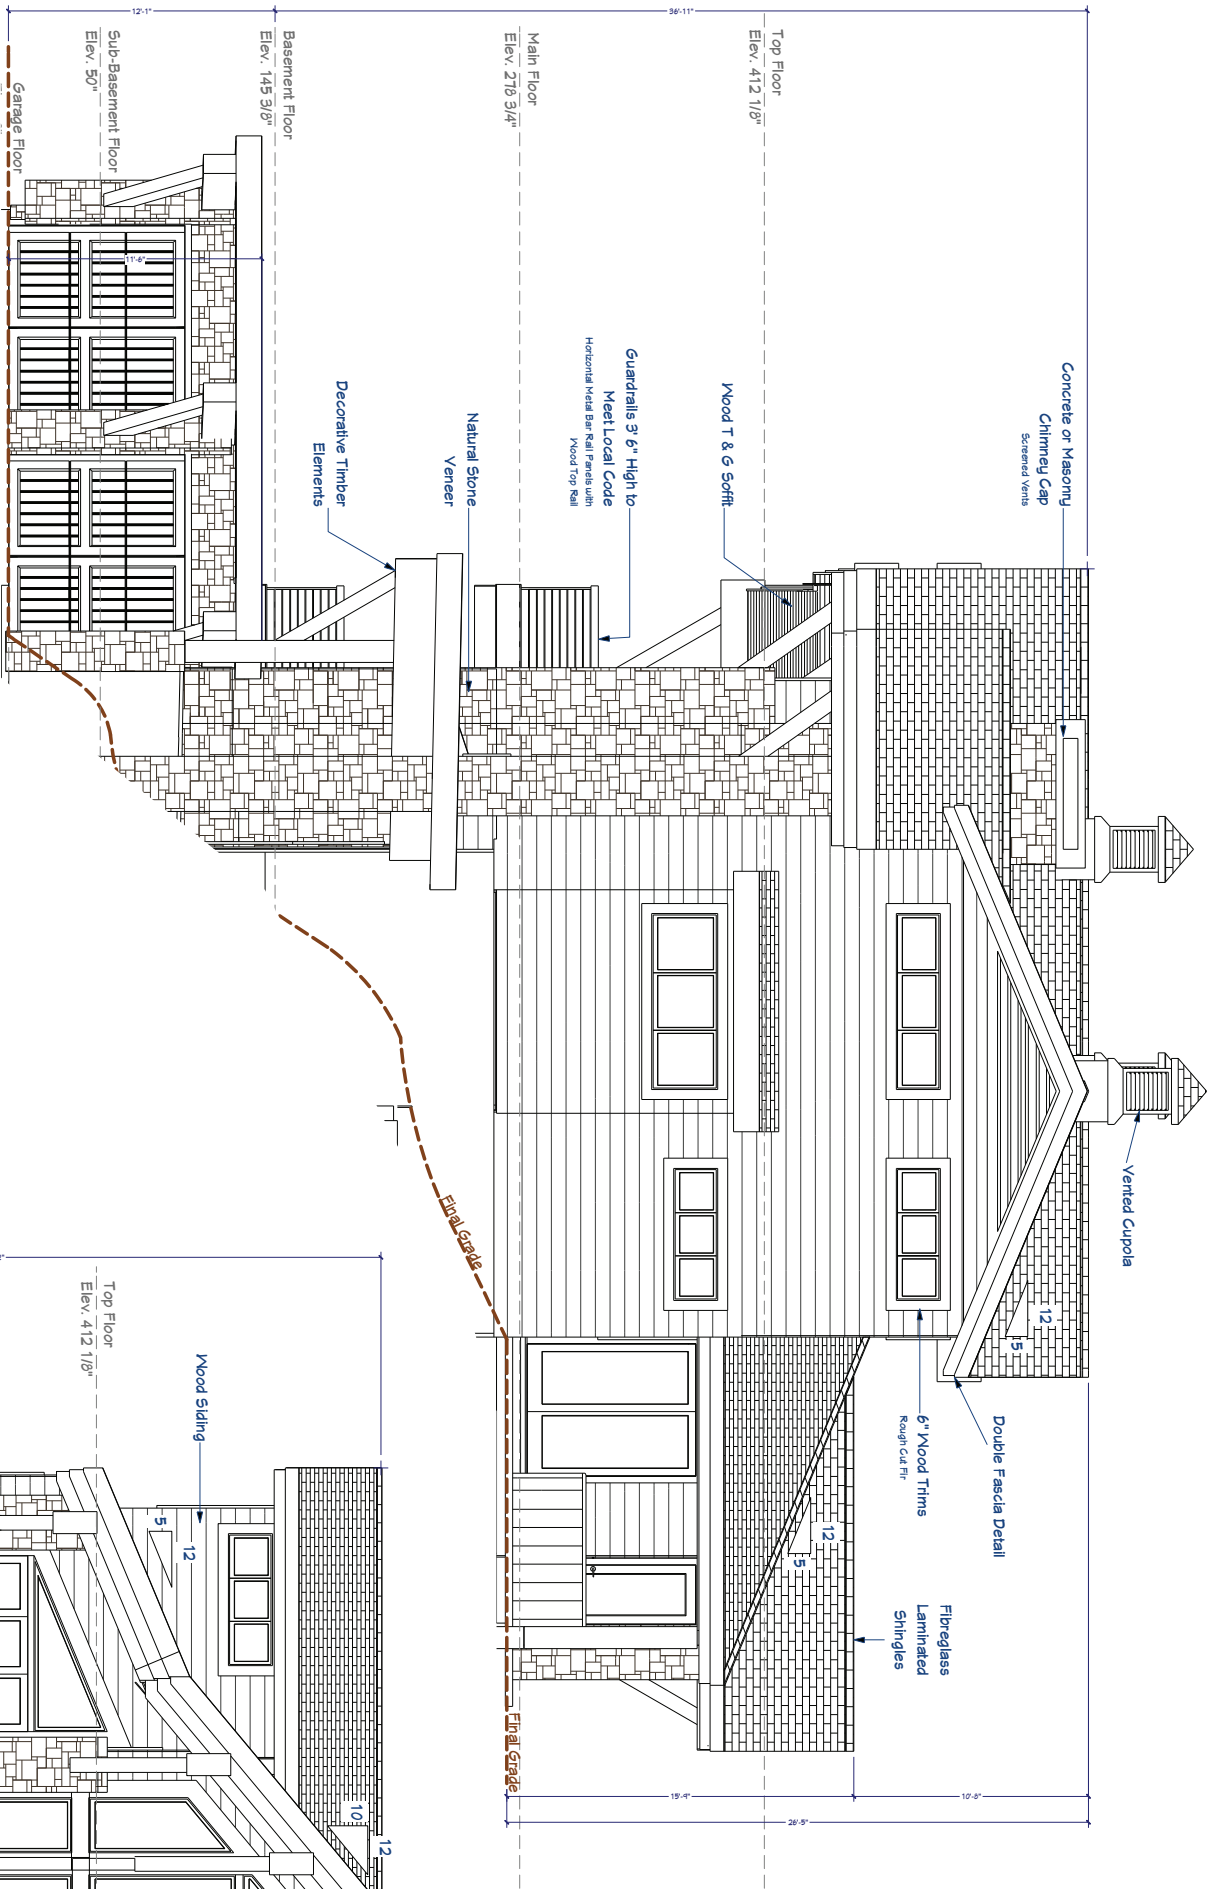 36'-11"
12'-1"
Concrete or Masonry
Chimney Cap
Screened Vents
Vented Cupola
Double Fascia Detail
6" Wood Trims
Rough Cut Fir
Fibreglass
Laminated
Shingles
12
5
12
5
10'-8"
15'-9"
26'-5"
Top Floor
Elev. 412 1/8"
Wood T & G Soffit
Guardrails 3' 6" High to
Meet Local Code
Horizontal Metal Bar Rail Panels with
Wood Top Rail
Main Floor
Elev. 278 3/4"
Natural Stone
Veneer
Decorative Timber
Elements
Basement Floor
Elev. 145 3/8"
Sub-Basement Floor
Elev. 50"
Garage Floor
11'-6"
Final Grade
Final Grade
Top Floor
Elev. 412 1/8"
Wood Siding
12
5
12
10